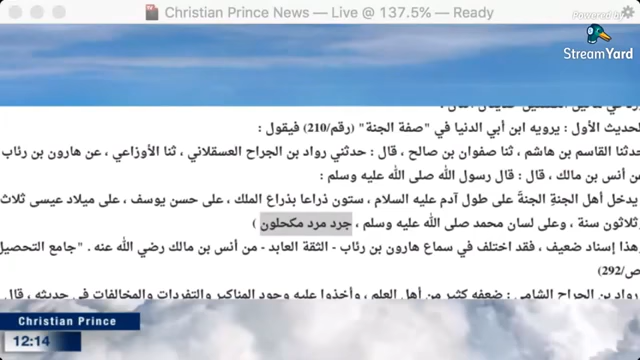 Christian Prince News — Live @ 137.5% — Ready
Powered by
StreamYard
الحديث الأول : يرويه ابن أبي الدنيا في "صفة الجنة" (رقم/210) فيقول :
حدثنا القاسم بن هاشم ، ثنا صفوان بن صالح ، قال : حدثني رواد بن الجراح العسقلاني ، ثنا الأوزاعي ، عن هارون بن رئاب
من أنس بن مالك ، قال : قال رسول الله صلى الله عليه وسلم :
يدخل أهل الجنةِ الجنةَ على طول آدم عليه السلام ، ستون ذراعا بذراع الملك ، على حسن يوسف ، على ميلاد عيسى ثلاث
وثلاثون سنة ، وعلى لسان محمد صلى الله عليه وسلم ، جرد مرد مكحلون )
وهذا إسناد ضعيف ، فقد اختلف في سماع هارون بن رئاب - الثقة العابد - من أنس بن مالك رضي الله عنه . "جامع التحصيل
ص/292)
رواد بن الجراح الشامي : ضعفه كثير من أهل العلم ، وأخذوا عليه وجود المناكير والتفردات والمخالفات في حديثه ، قال
Christian Prince
12:14